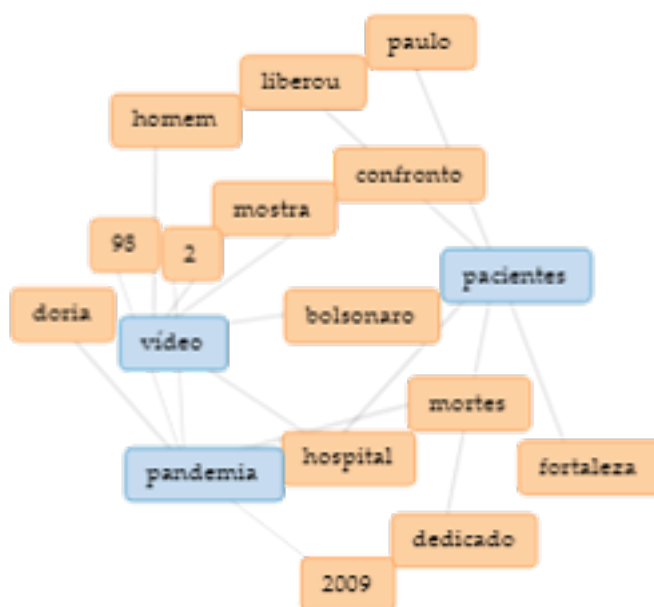 paulo
liberou
homem
confronto
mostra
98
2
pacientes
doria
bolsonaro
vídeo
mortes
hospital
fortaleza
pandemia
dedicado
2009